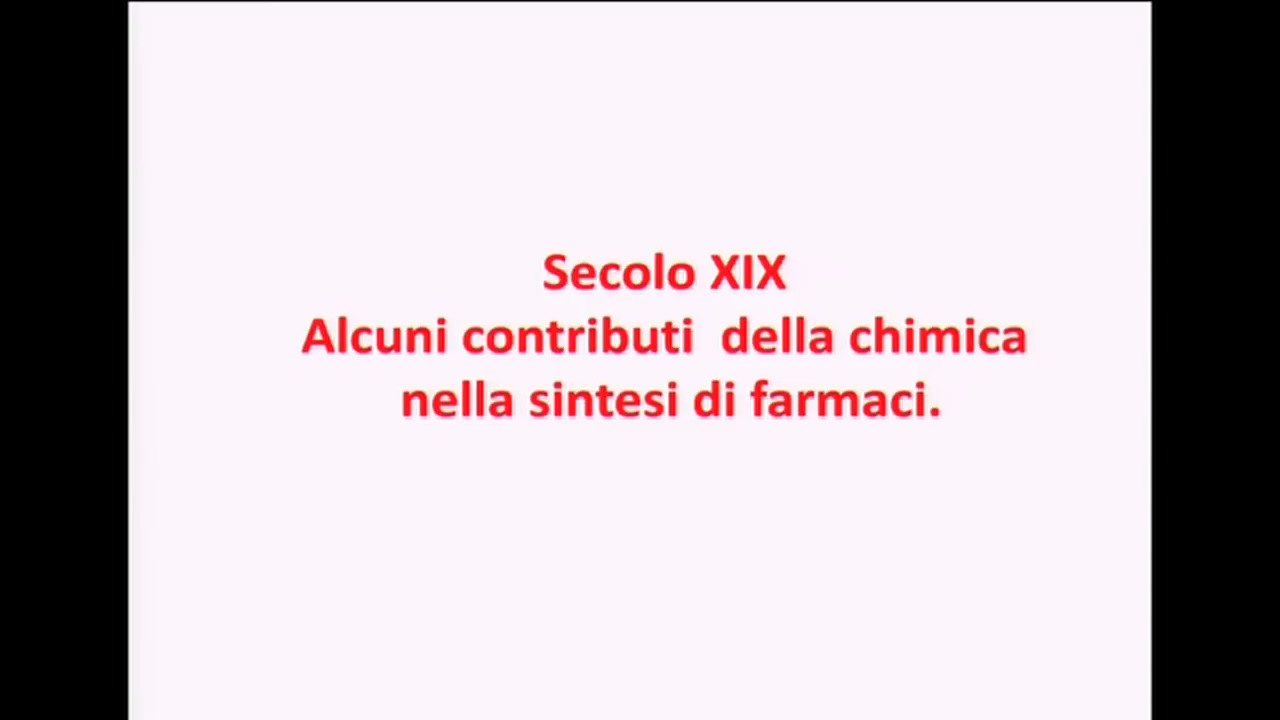 Secolo XIX
Alcuni contributi  della chimica
nella sintesi di farmaci.